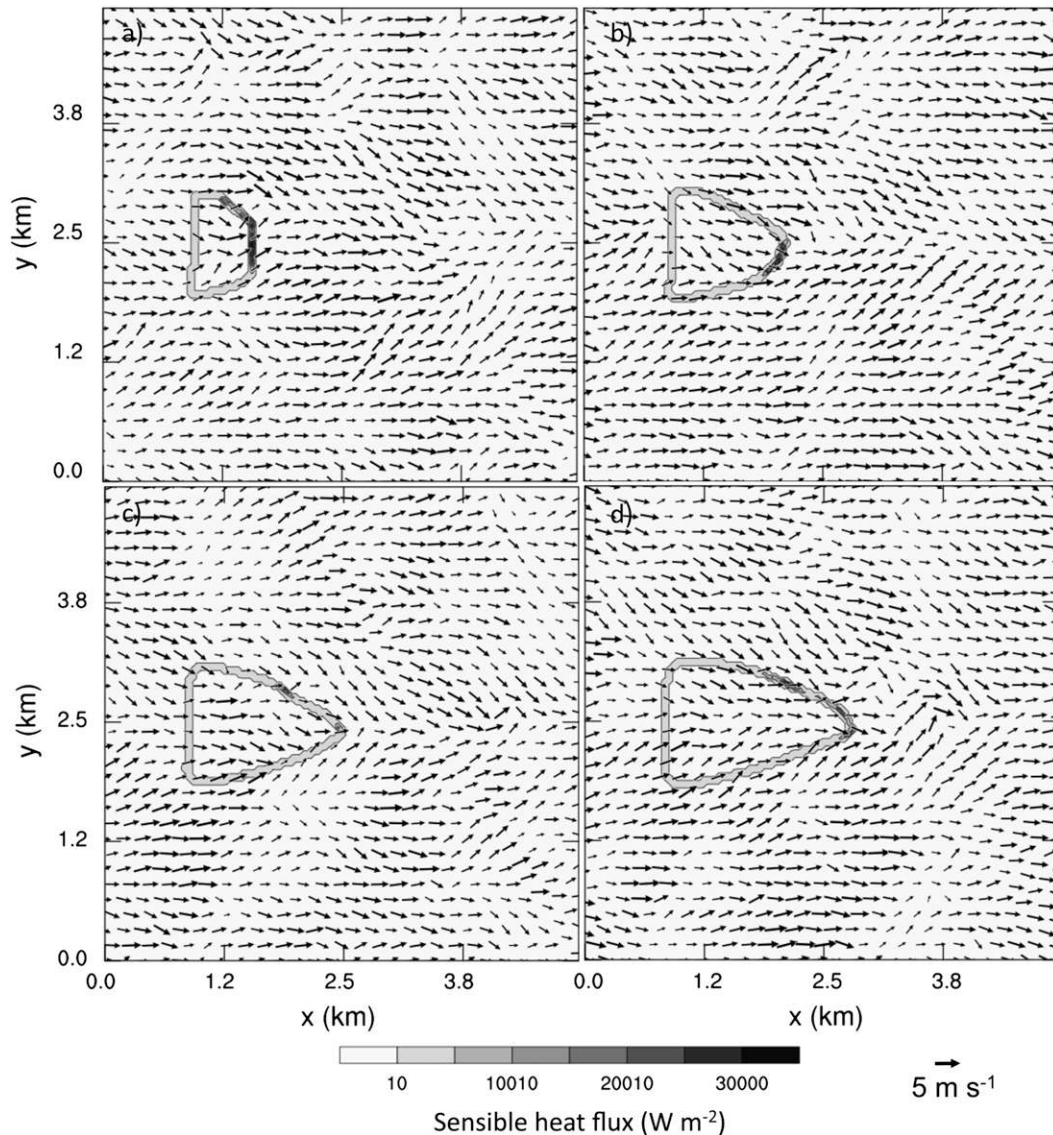 a)
b)
3.8
2.5
y (km)
1.2
0.0
c)
d)
3.8
2.5
y (km)
1.2
0.0
0.0 1.2 2.5 3.8 0.0 1.2 2.5 3.8
x (km) x (km)
10 10010 20010 30000
5 m s⁻¹
Sensible heat flux (W m⁻²)